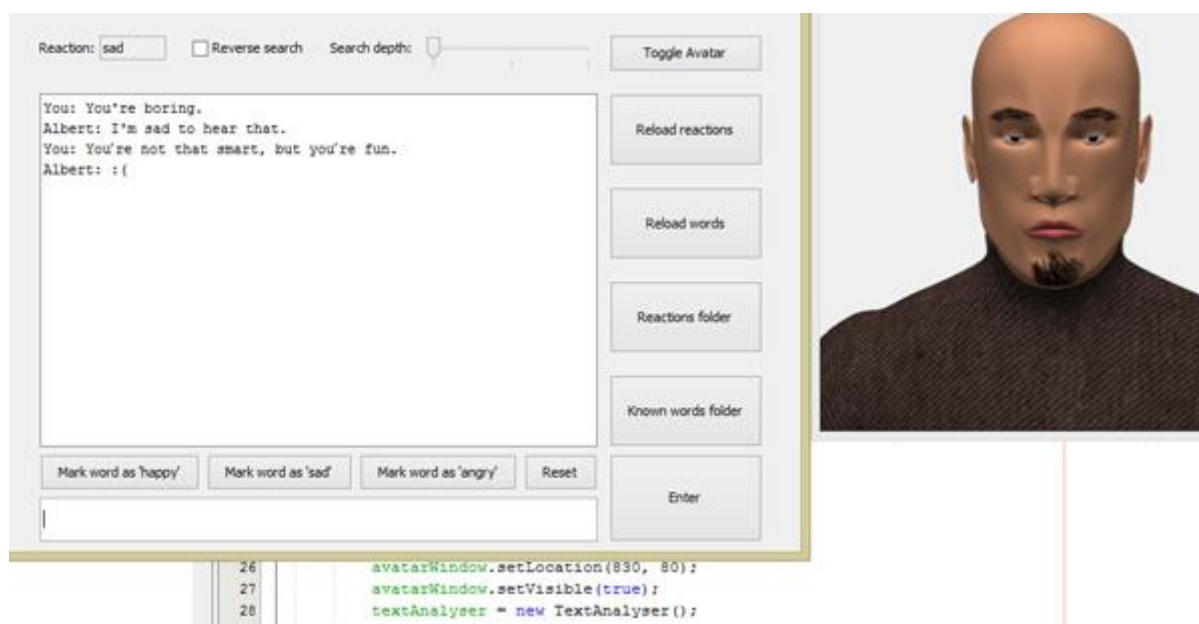 Reaction: sad Reverse search Search depth: Toggle Avatar
You: You're boring.
Albert: I'm sad to hear that.
You: You're not that smart, but you're fun.
Albert: :(
Reload reactions
Reload words
Reactions folder
Known words folder
Mark word as 'happy' Mark word as 'sad' Mark word as 'angry' Reset
Enter
26 avatarWindow.setLocation(830, 80);
27 avatarWindow.setVisible(true);
28 textAnalyser = new TextAnalyser();